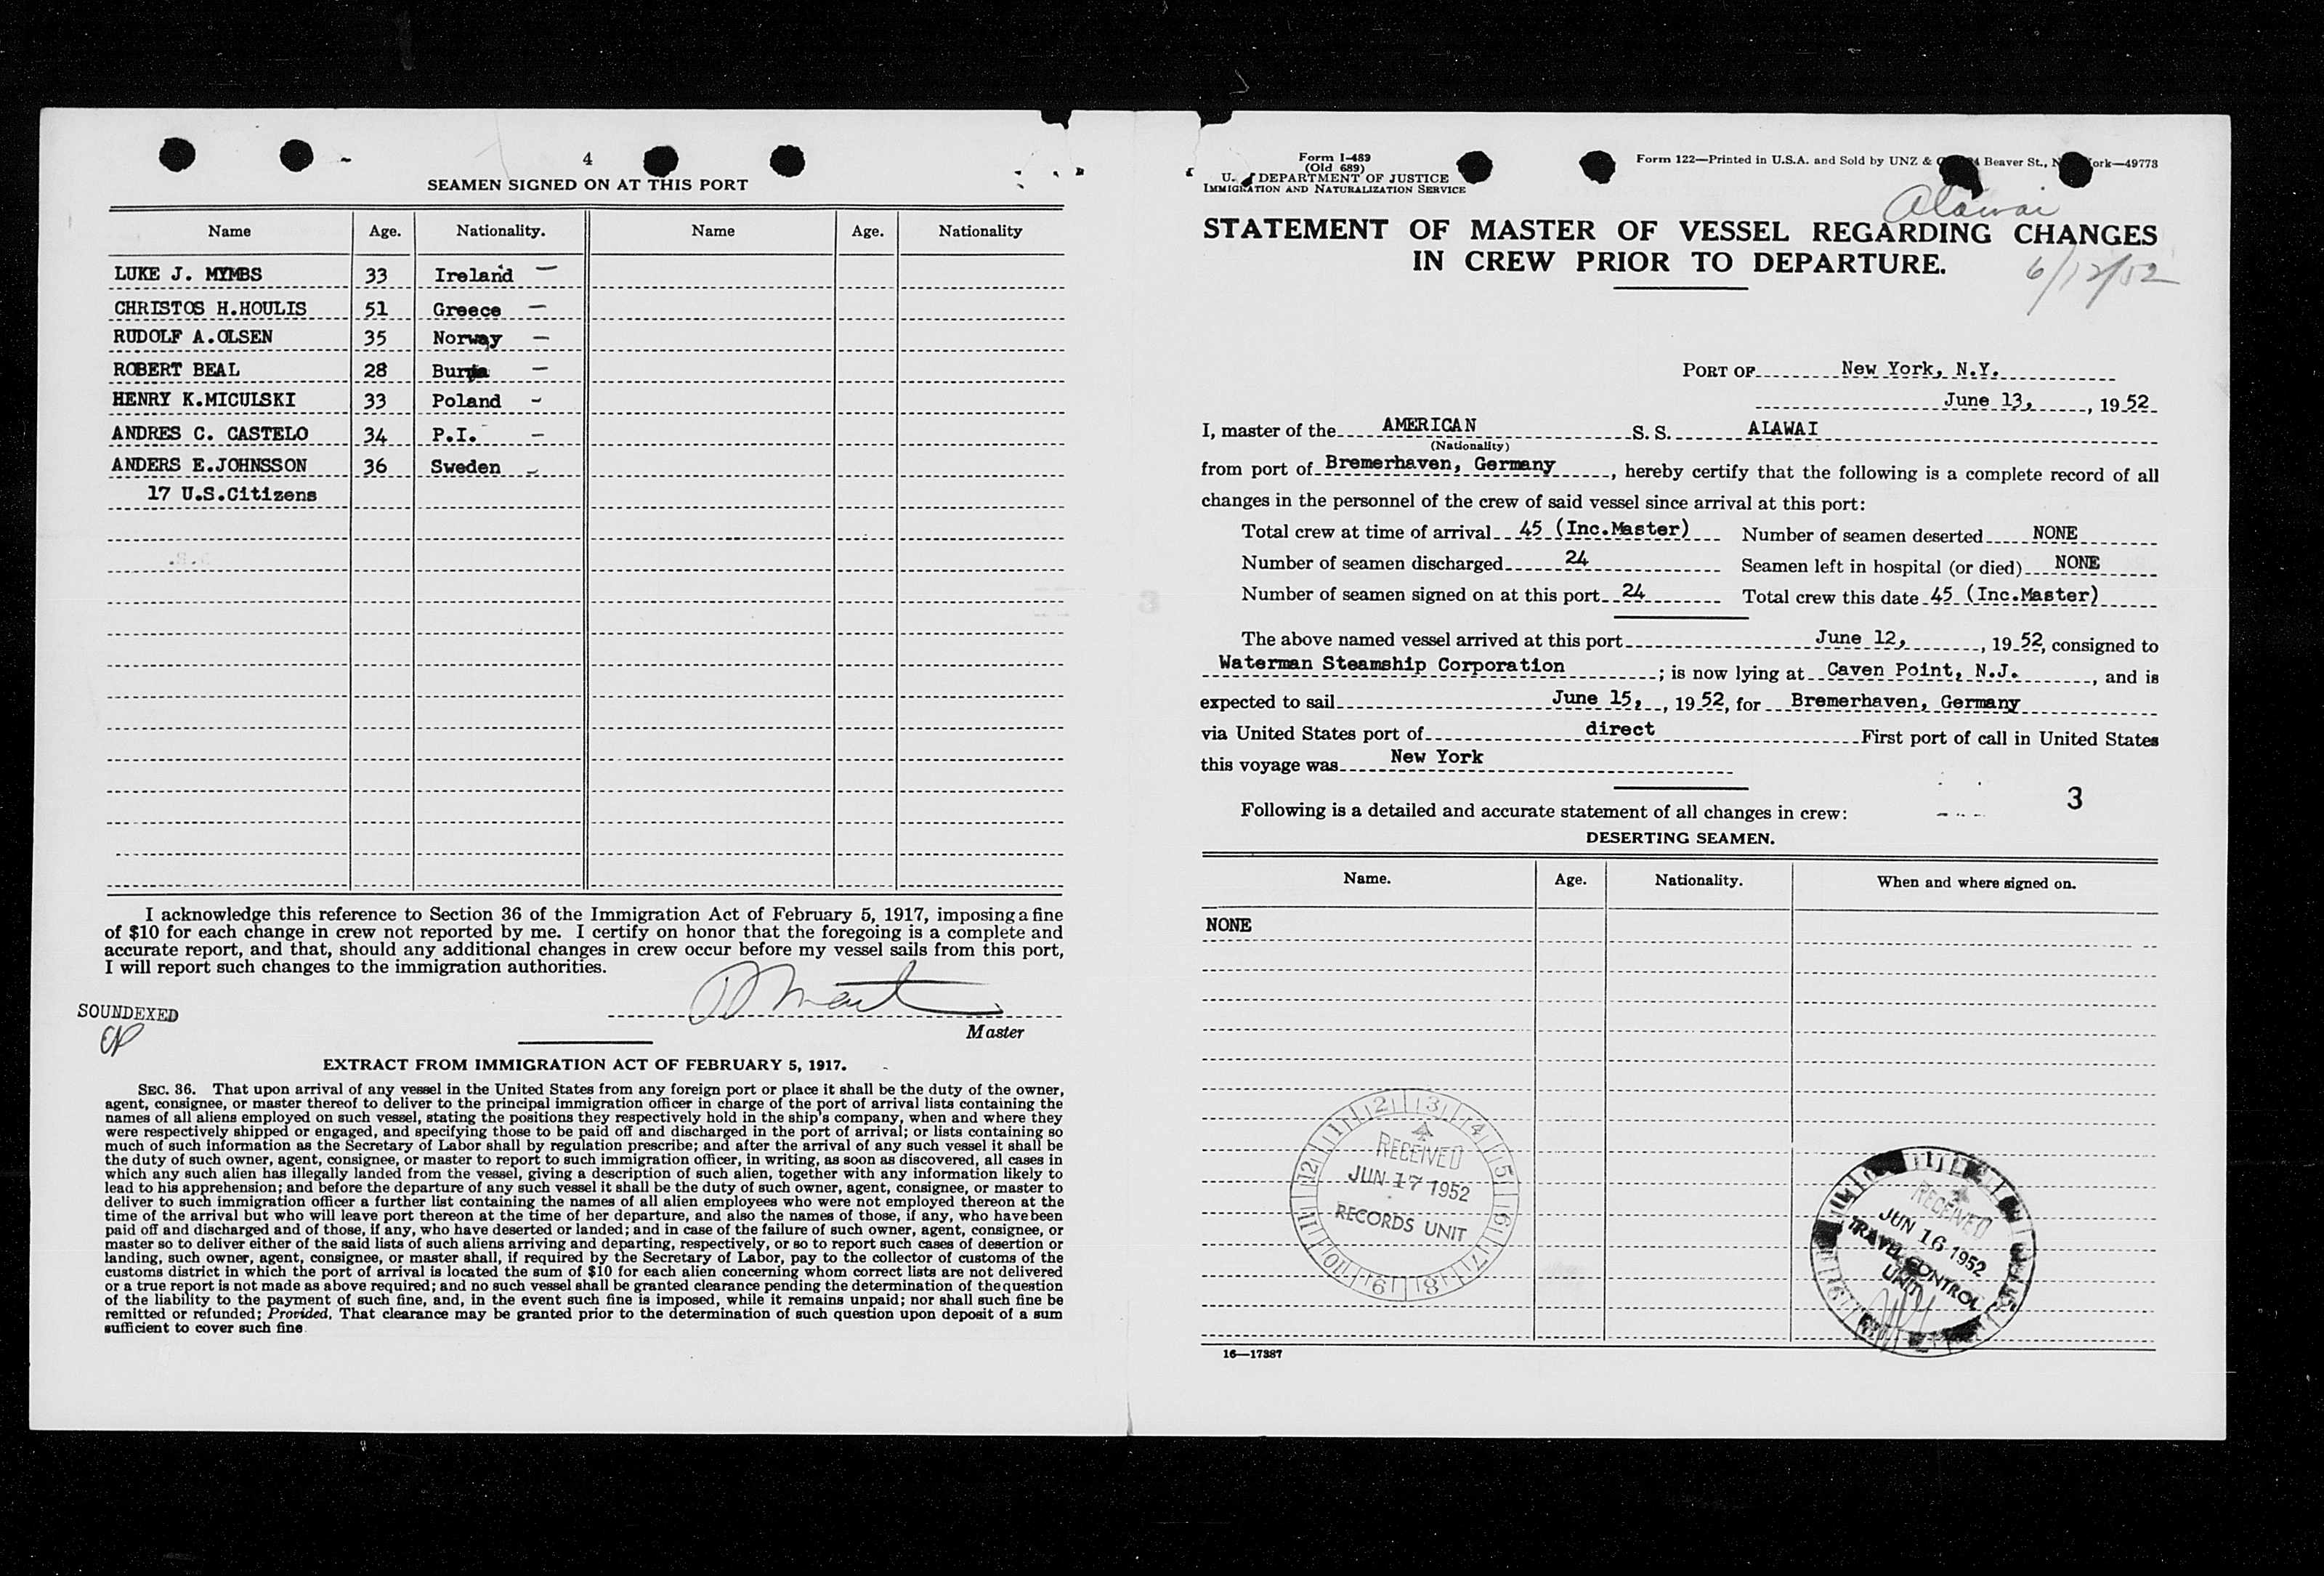 4
SEAMEN SIGNED ON AT THIS PORT
Name Age. Nationality. Name Age. Nationality
LUKE J. MYMBS 33 Ireland —
CHRISTOS H.HOULIS 51 Greece —
RUDOLF A.OLSEN 35 Norway —
ROBERT BEAL 28 Burma —
HENRY K.MICULSKI 33 Poland -
ANDRES C. CASTELO 34 P.I. —
ANDERS E.JOHNSSON 36 Sweden -
17 U.S.Citizens
I acknowledge this reference to Section 36 of the Immigration Act of February 5, 1917, imposing a fine
of $10 for each change in crew not reported by me. I certify on honor that the foregoing is a complete and
accurate report, and that, should any additional changes in crew occur before my vessel sails from this port,
I will report such changes to the immigration authorities.
SOUNDEXED
Master
EXTRACT FROM IMMIGRATION ACT OF FEBRUARY 5, 1917.
SEC. 36. That upon arrival of any vessel in the United States from any foreign port or place it shall be the duty of the owner,
agent, consignee, or master thereof to deliver to the principal immigration officer in charge of the port of arrival lists containing the
names of all aliens employed on such vessel, stating the positions they respectively hold in the ship's company, when and where they
were respectively shipped or engaged, and specifying those to be paid off and discharged in the port of arrival; or lists containing so
much of such information as the Secretary of Labor shall by regulation prescribe; and after the arrival of any such vessel it shall be
the duty of such owner, agent, consignee, or master to report to such immigration officer, in writing, as soon as discovered, all cases in
which any such alien has illegally landed from the vessel, giving a description of such alien, together with any information likely to
lead to his apprehension; and before the departure of any such vessel it shall be the duty of such owner, agent, consignee, or master to
deliver to such immigration officer a further list containing the names of all alien employees who were not employed thereon at the
time of the arrival but who will leave port thereon at the time of her departure, and also the names of those, if any, who have been
paid off and discharged and of those, if any, who have deserted or landed; and in case of the failure of such owner, agent, consignee, or
master so to deliver either of the said lists of such aliens arriving and departing, respectively, or so to report such cases of desertion or
landing, such owner, agent, consignee, or master shall, if required by the Secretary of Labor, pay to the collector of customs of the
customs district in which the port of arrival is located the sum of $10 for each alien concerning whom correct lists are not delivered
or a true report is not made as above required; and no such vessel shall be granted clearance pending the determination of the question
of the liability to the payment of such fine, and, in the event such fine is imposed, while it remains unpaid; nor shall such fine be
remitted or refunded; Provided, That clearance may be granted prior to the determination of such question upon deposit of a sum
sufficient to cover such fine
Form I-489
(Old 689)
U. S. DEPARTMENT OF JUSTICE
IMMIGRATION AND NATURALIZATION SERVICE
Form 122—Printed in U.S.A. and Sold by UNZ & Beaver St., ork—49773
Alawai
STATEMENT OF MASTER OF VESSEL REGARDING CHANGES
IN CREW PRIOR TO DEPARTURE.
6/12/52
PORT OF New York, N.Y.
June 13, , 19 52
I, master of the AMERICAN S. S. ALAWAI
(Nationality)
from port of Bremerhaven, Germany , hereby certify that the following is a complete record of all
changes in the personnel of the crew of said vessel since arrival at this port:
Total crew at time of arrival 45 (Inc.Master) Number of seamen deserted NONE
Number of seamen discharged 24 Seamen left in hospital (or died) NONE
Number of seamen signed on at this port 24 Total crew this date 45 (Inc.Master)
The above named vessel arrived at this port June 12, , 19 52, consigned to
Waterman Steamship Corporation ; is now lying at Caven Point, N.J. , and is
expected to sail June 15, , 19 52, for Bremerhaven, Germany
via United States port of direct First port of call in United States
this voyage was New York
3
Following is a detailed and accurate statement of all changes in crew:
DESERTING SEAMEN.
Name. Age. Nationality. When and where signed on.
NONE
1 2 3 4 5 6 7 8 9 10 11 12
RECEIVED
JUN 17 1952
RECORDS UNIT
RECEIVED
JUN 16 1952
TRAVEL CONTROL
UNIT
16—17387